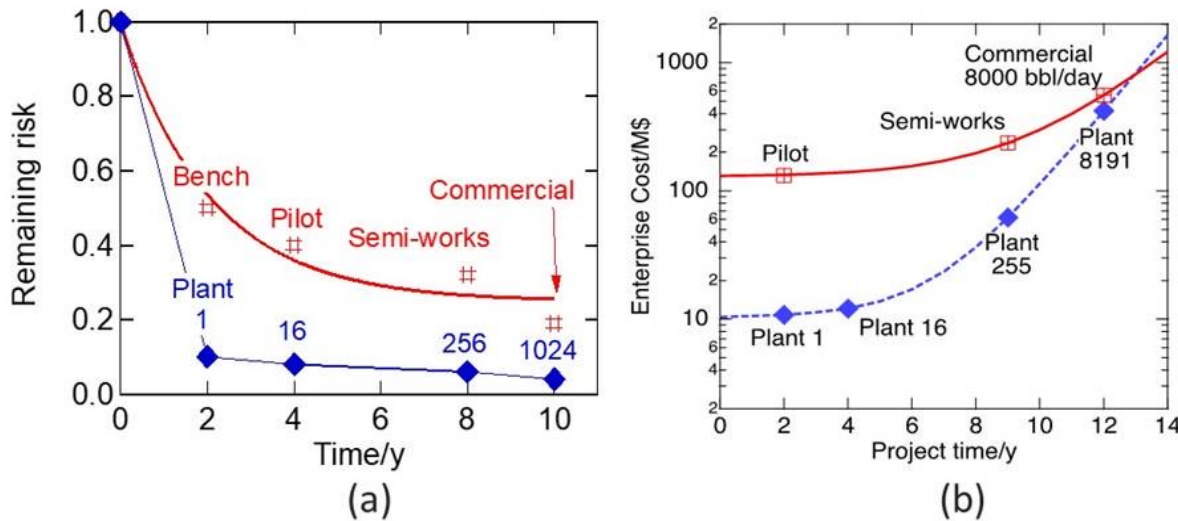 Remaining risk
1.0
0.8
0.6
0.4
0.2
0.0
Bench
Pilot
Commercial
Semi-works
Plant
1
16
256
1024
0
2
4
6
8
10
Time/y
(a)
Enterprise Cost/M$
2
1000
6
4
2
100
6
4
2
10
6
4
2
Commercial
8000 bbl/day
Semi-works
Pilot
Plant
8191
Plant
255
Plant 1
Plant 16
0
2
4
6
8
10
12
14
Project time/y
(b)